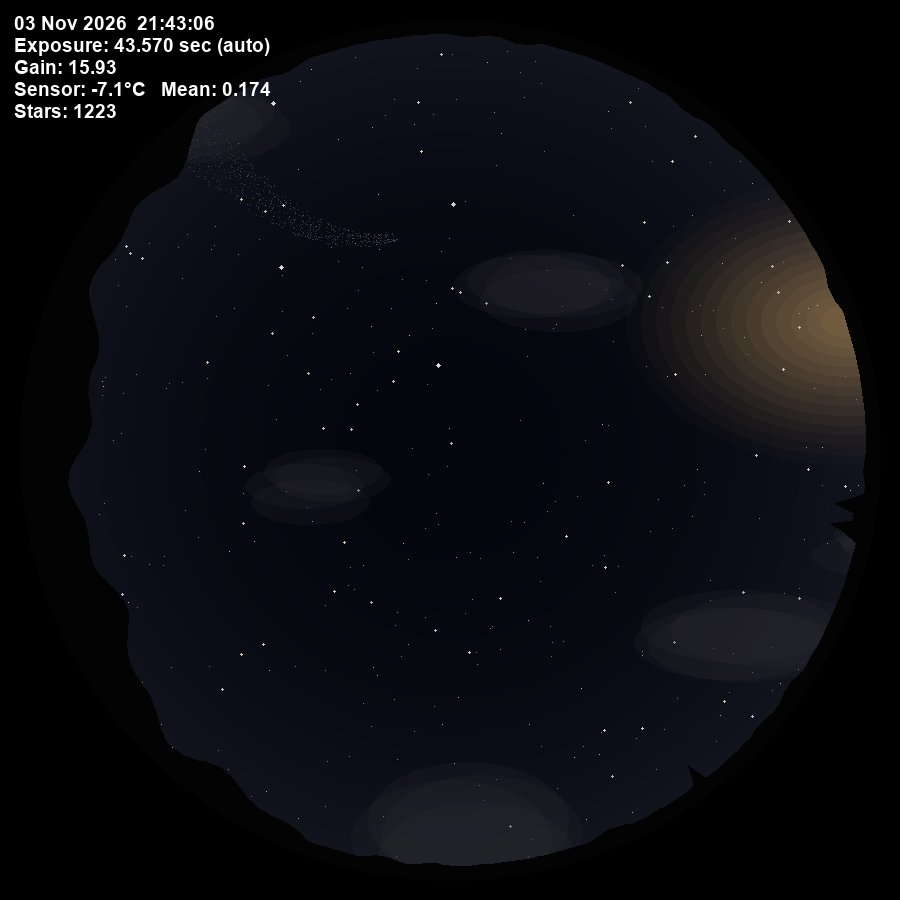 03 Nov 2026  21:43:06
Exposure: 43.570 sec (auto)
Gain: 15.93
Sensor: -7.1°C   Mean: 0.174
Stars: 1223